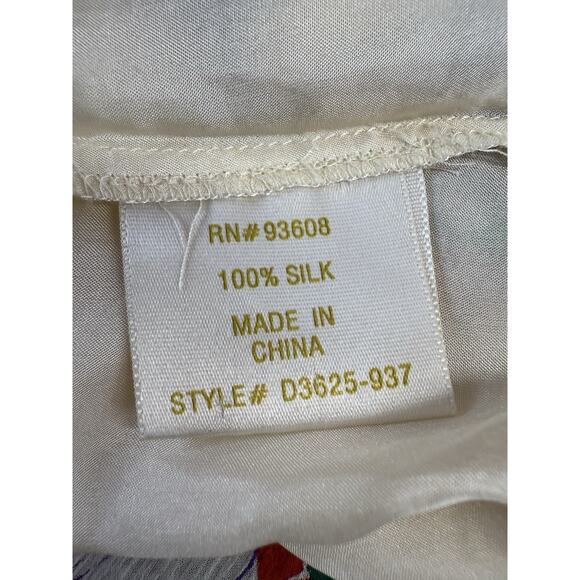 RN# 93608
100% SILK
MADE IN
CHINA
STYLE# D3625-937